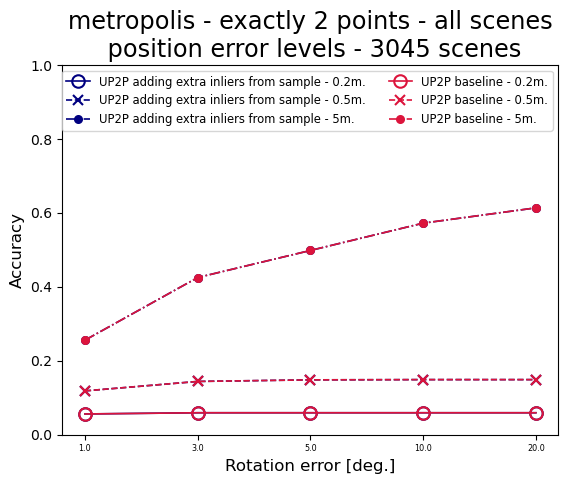 metropolis - exactly 2 points - all scenes
position error levels - 3045 scenes
UP2P adding extra inliers from sample - 0.2m.
UP2P adding extra inliers from sample - 0.5m.
UP2P adding extra inliers from sample - 5m.
UP2P baseline - 0.2m.
UP2P baseline - 0.5m.
UP2P baseline - 5m.
Accuracy
1.0
0.8
0.6
0.4
0.2
0.0
1.0 3.0 5.0 10.0 20.0
Rotation error [deg.]